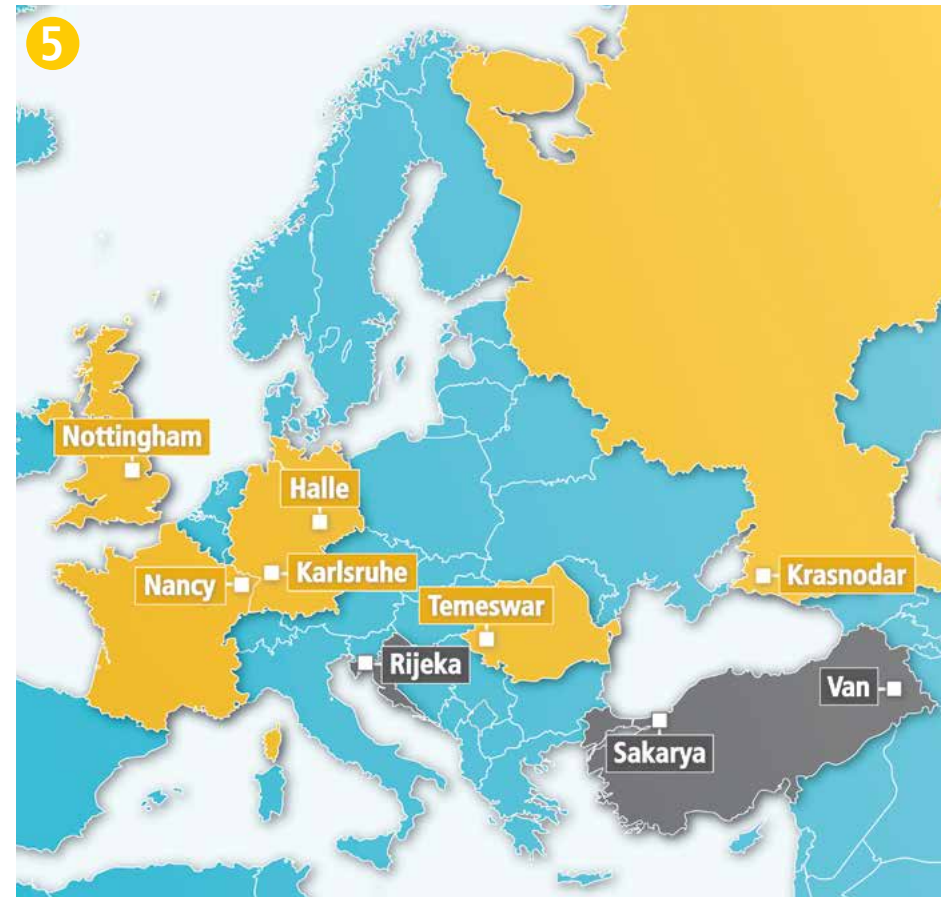 5
Nottingham
Halle
Nancy
Karlsruhe
Krasnodar
Temeswar
Rijeka
Van
Sakarya